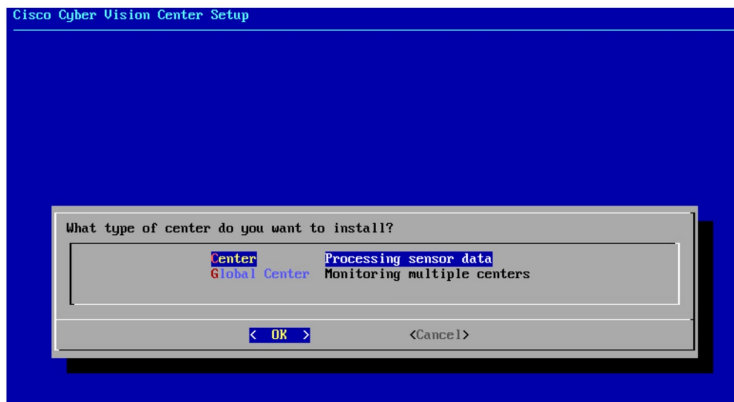 Cisco Cyber Vision Center Setup
What type of center do you want to install?
Center Processing sensor data
Global Center Monitoring multiple centers
< OK > <Cancel>